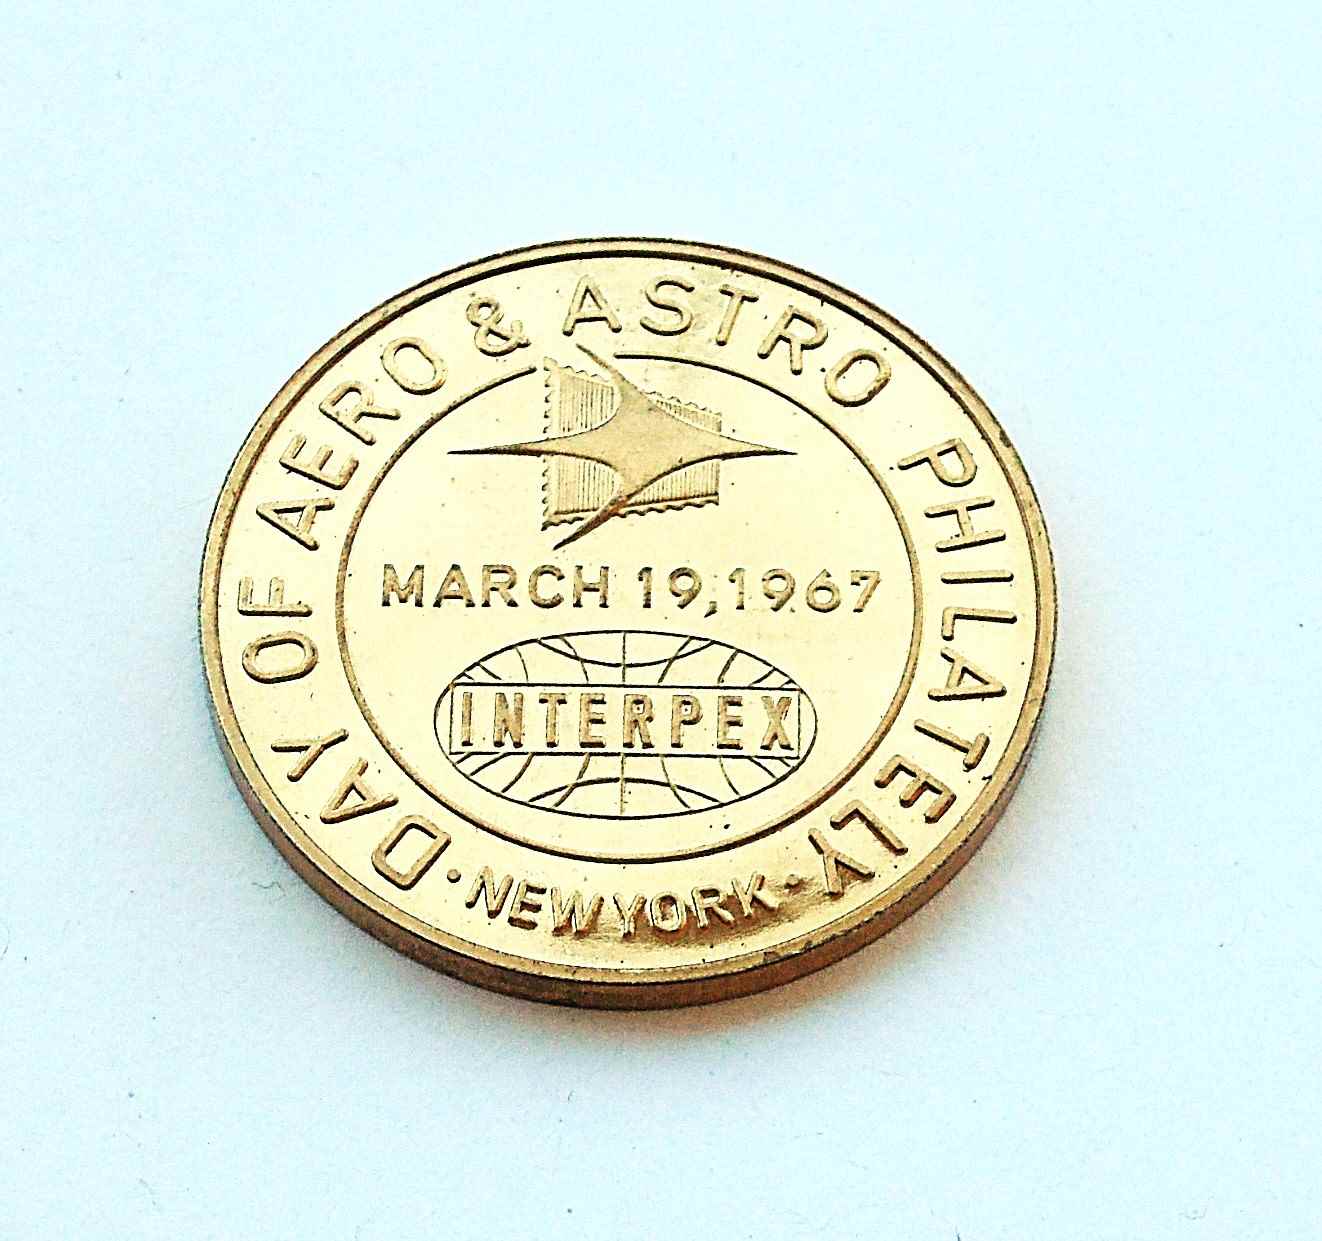 DAY OF AERO & ASTRO PHILATELY
MARCH 19, 1967
INTERPEX
· NEW YORK ·